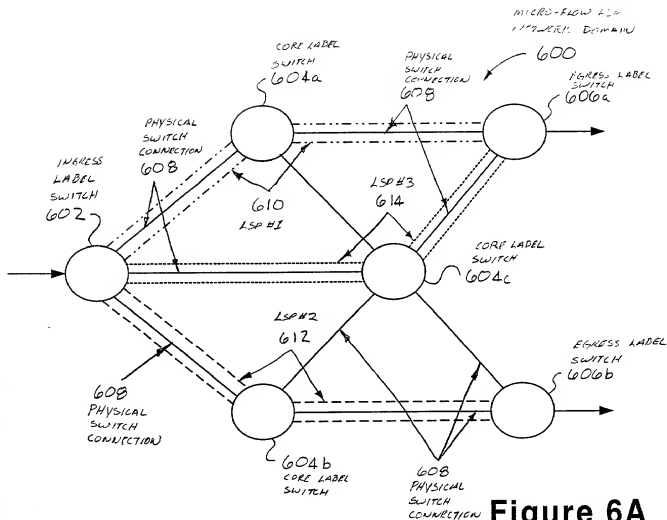 MICRO-FLOW
NETWORK DOMAIN
600
CORE LABEL
SWITCH
604a
PHYSICAL
SWITCH
CONNECTION
608
EGRESS LABEL
SWITCH
606a
PHYSICAL
SWITCH
CONNECTION
608
INGRESS
LABEL
SWITCH
602
610
LSP#1
LSP#3
614
CORE LABEL
SWITCH
604c
LSP#2
612
EGRESS LABEL
SWITCH
606b
608
PHYSICAL
SWITCH
CONNECTION
604b
CORE LABEL
SWITCH
608
PHYSICAL
SWITCH
CONNECTION
Figure 6A